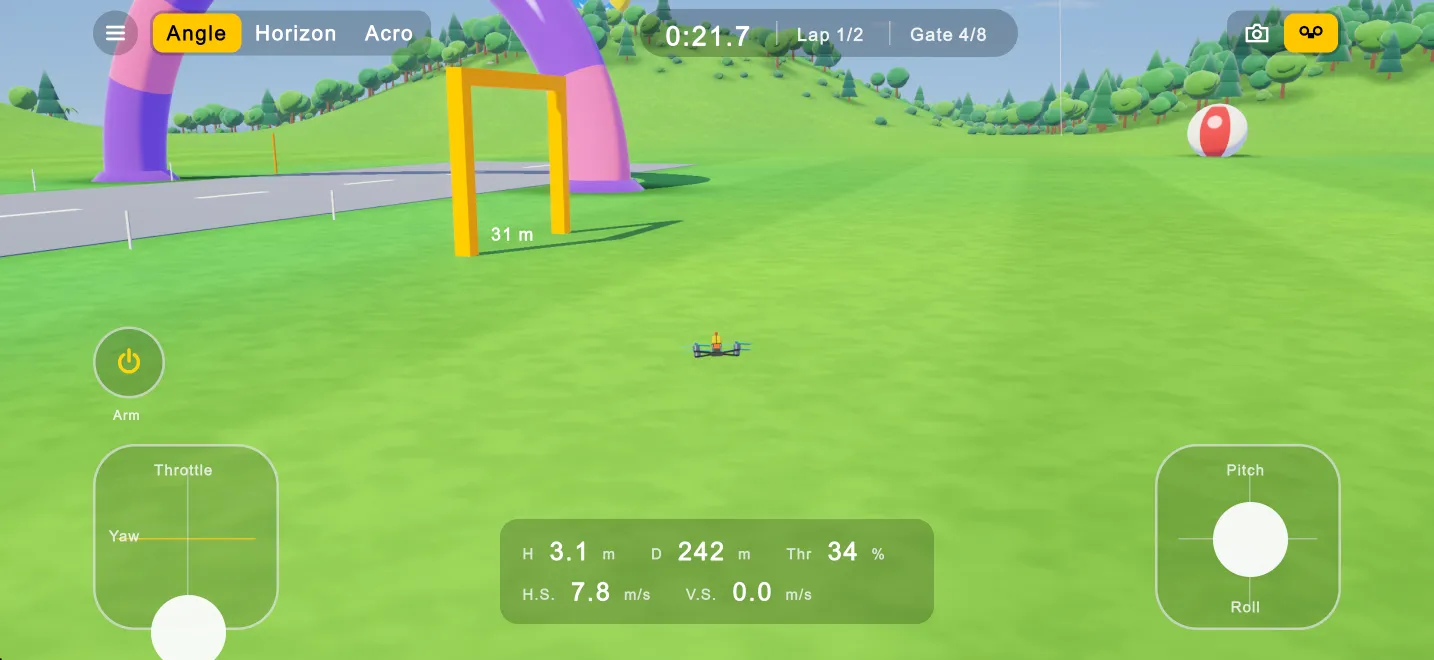 Angle Horizon Acro
0:21.7 Lap 1/2 Gate 4/8
31 m
Arm
Throttle
Yaw
Pitch
Roll
H 3.1 m D 242 m Thr 34 %
H.S. 7.8 m/s V.S. 0.0 m/s